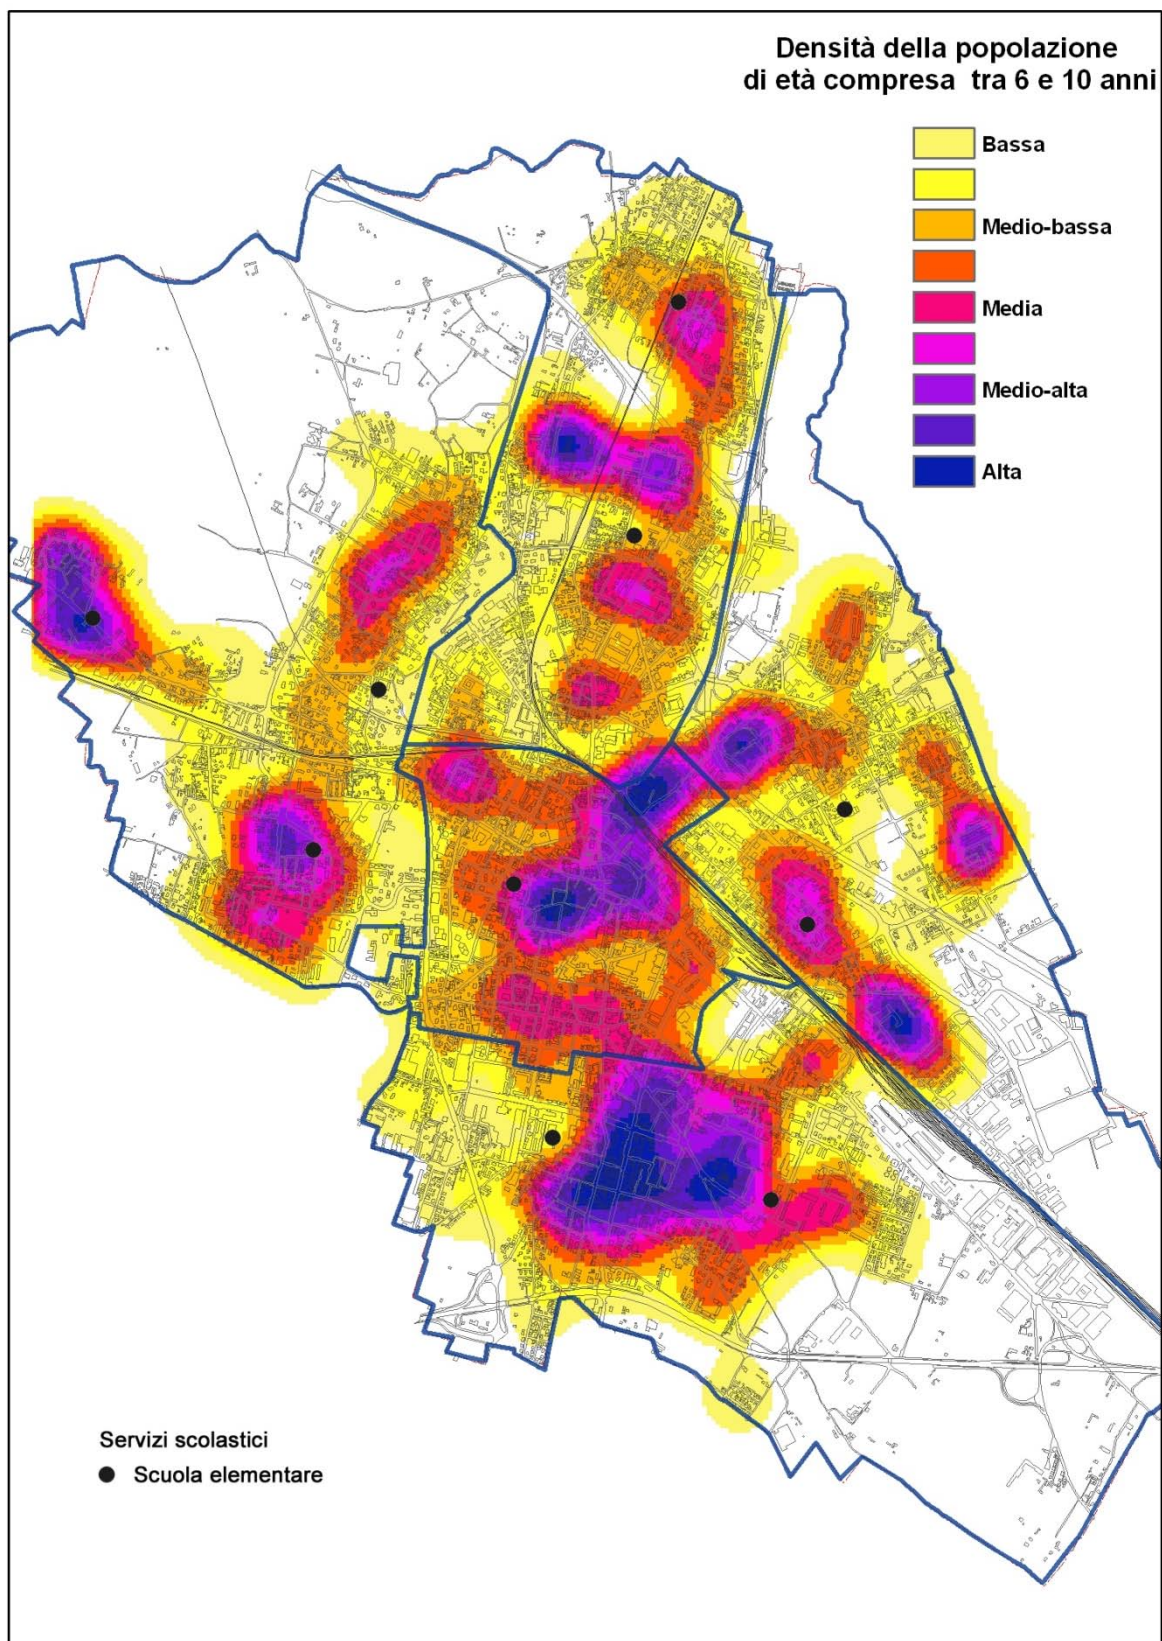 Densità della popolazione
di età compresa tra 6 e 10 anni
Bassa
Medio-bassa
Media
Medio-alta
Alta
Servizi scolastici
Scuola elementare